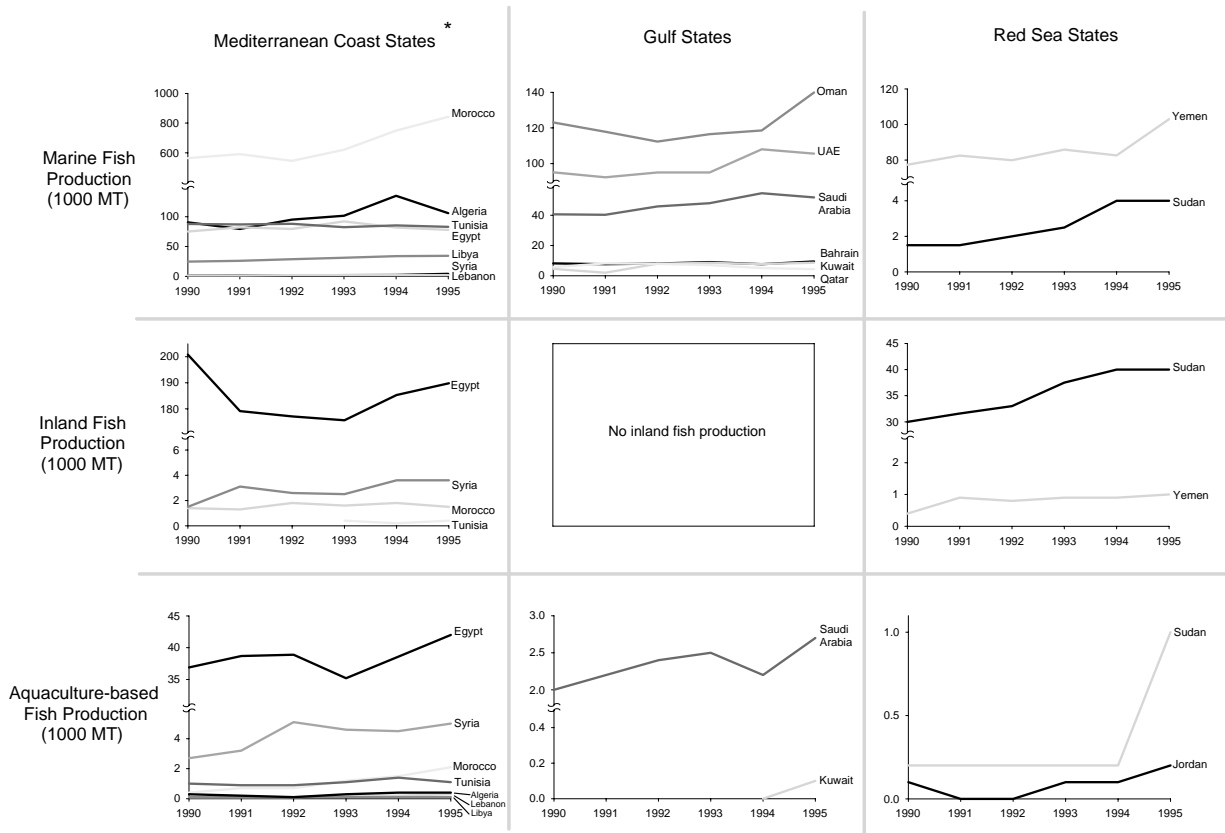 Mediterranean Coast States *
Gulf States
Red Sea States
Marine Fish
Production
(1000 MT)
1000
800
600
100
50
0
1990 1991 1992 1993 1994 1995
Morocco
Algeria
Tunisia
Egypt
Libya
Syria
Lebanon
140
120
100
40
20
0
1990 1991 1992 1993 1994 1995
Oman
UAE
Saudi
Arabia
Bahrain
Kuwait
Qatar
120
100
80
4
2
0
1990 1991 1992 1993 1994 1995
Yemen
Sudan
Inland Fish
Production
(1000 MT)
200
190
180
6
4
2
0
1990 1991 1992 1993 1994 1995
Egypt
Syria
Morocco
Tunisia
No inland fish production
1990 1991 1992 1993 1994 1995
45
40
35
30
2
1
0
1990 1991 1992 1993 1994 1995
Sudan
Yemen
Aquaculture-based
Fish Production
(1000 MT)
45
40
35
4
2
0
1990 1991 1992 1993 1994 1995
Egypt
Syria
Morocco
Tunisia
Algeria
Lebanon
Libya
3.0
2.5
2.0
0.4
0.2
0.0
1990 1991 1992 1993 1994 1995
Saudi
Arabia
Kuwait
1.0
0.5
0.0
1990 1991 1992 1993 1994 1995
Sudan
Jordan